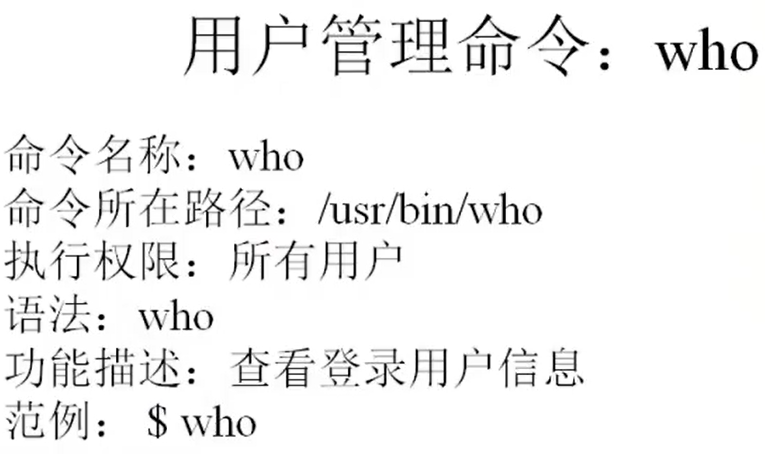 用户管理命令：who
命令名称：who
命令所在路径：/usr/bin/who
执行权限：所有用户
语法：who
功能描述：查看登录用户信息
范例： $ who